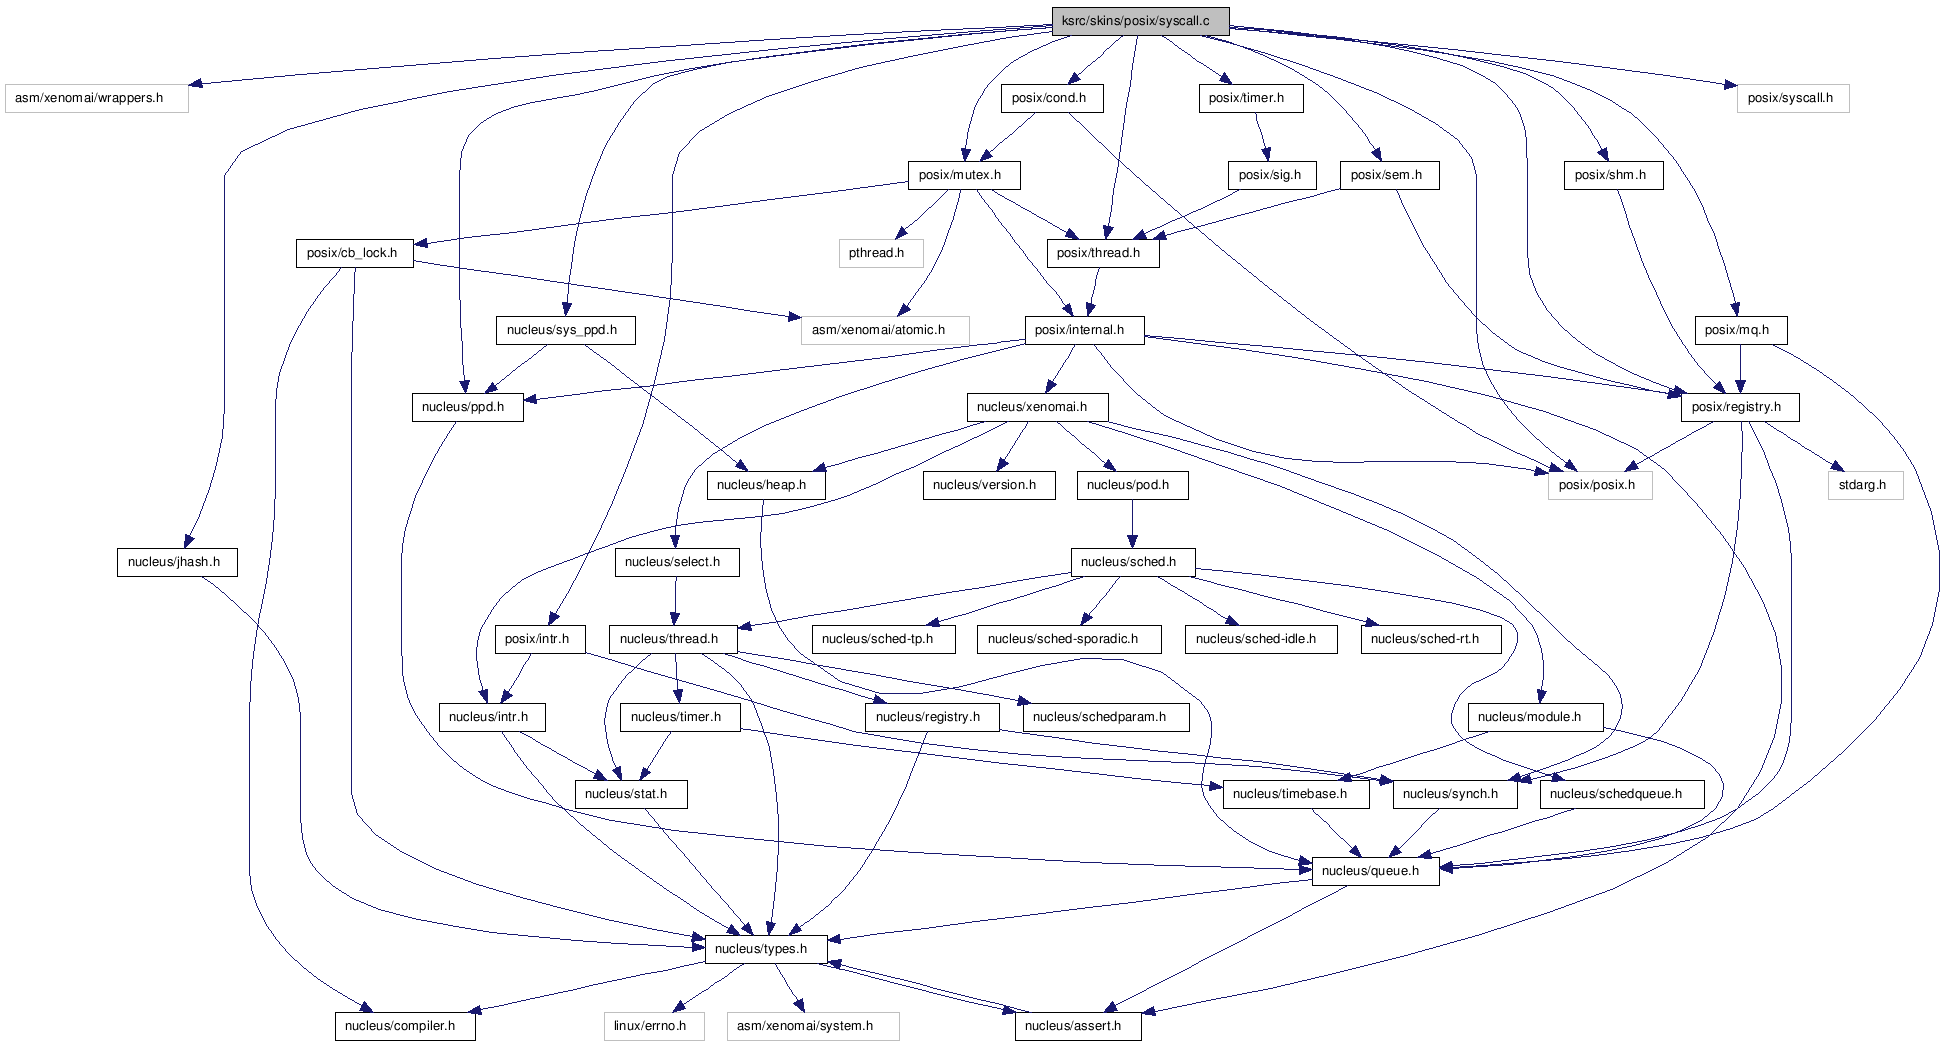 ksrc/skins/posix/syscall.c
asm/xenomai/wrappers.h
posix/cond.h
posix/timer.h
posix/syscall.h
posix/mutex.h
posix/sig.h
posix/sem.h
posix/shm.h
posix/cb_lock.h
pthread.h
posix/thread.h
nucleus/sys_ppd.h
asm/xenomai/atomic.h
posix/internal.h
posix/mq.h
nucleus/ppd.h
nucleus/xenomai.h
posix/registry.h
nucleus/heap.h
nucleus/version.h
nucleus/pod.h
posix/posix.h
stdarg.h
nucleus/jhash.h
nucleus/select.h
nucleus/sched.h
posix/intr.h
nucleus/thread.h
nucleus/sched-tp.h
nucleus/sched-sporadic.h
nucleus/sched-idle.h
nucleus/sched-rt.h
nucleus/intr.h
nucleus/timer.h
nucleus/registry.h
nucleus/schedparam.h
nucleus/module.h
nucleus/stat.h
nucleus/timebase.h
nucleus/synch.h
nucleus/schedqueue.h
nucleus/queue.h
nucleus/types.h
nucleus/compiler.h
linux/errno.h
asm/xenomai/system.h
nucleus/assert.h